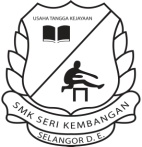 USAHA TANGGA KEJAYAAN
SMK SERI KEMBANGAN
SELANGOR D. E.